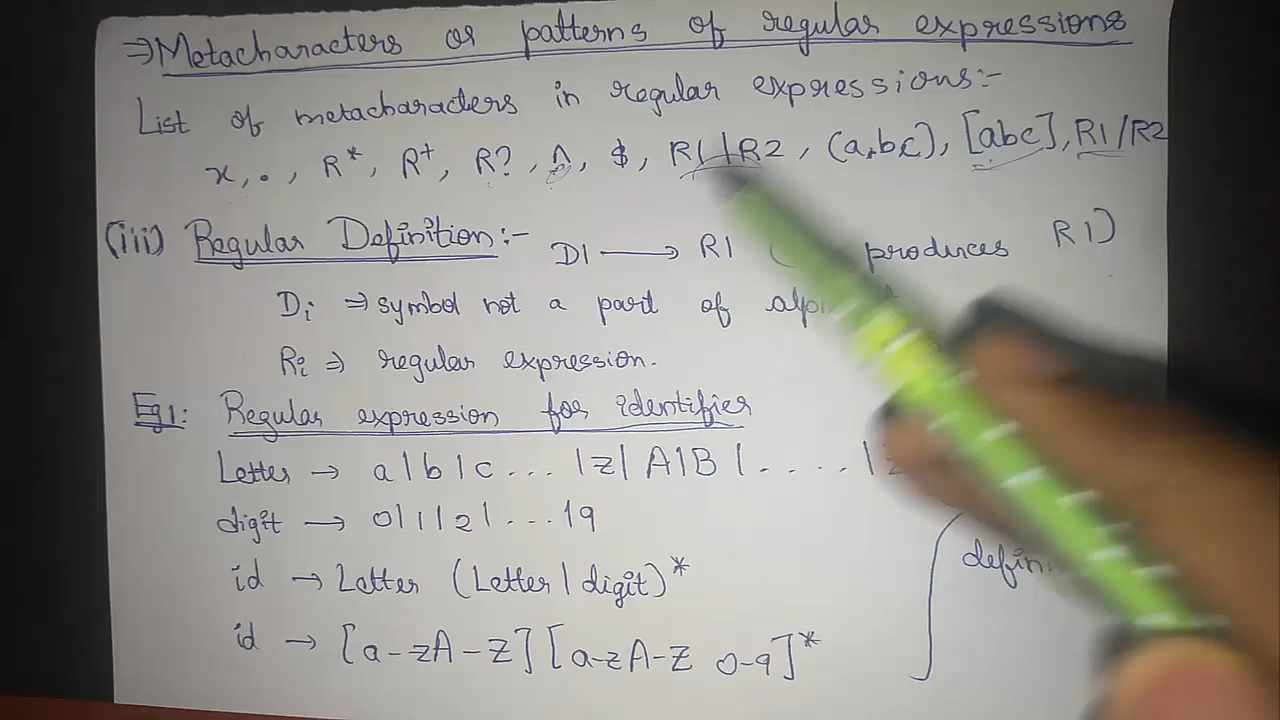 ⇒ Metacharacters or patterns of regular expressions
List of metacharacters in regular expressions:-
x, ., R*, R+, R?, ^, $, R1|R2, (a,bc), [abc], R1/R2
(iii) Regular Definition:- D1 → R1 ( produces R1)
Di ⇒ symbol not a part of
Ri ⇒ regular expression.
Eg1: Regular expression for identifier
Letter → a|b|c...|z|A|B|.....|
digit → 0|1|2|...|9
id → Letter (Letter|digit)*
id → [a-zA-Z][a-zA-Z 0-9]*